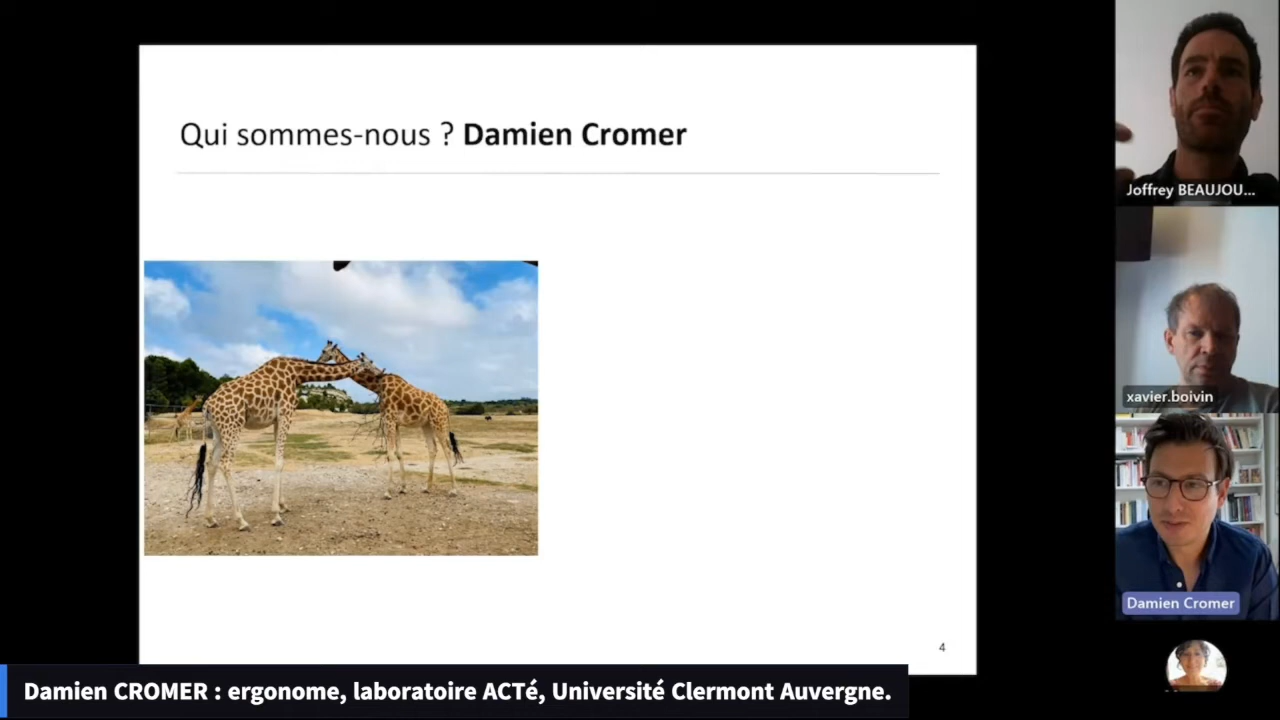 Qui sommes-nous ? Damien Cromer
Joffrey BEAUJOU...
xavier.boivin
Damien Cromer
4
Damien CROMER : ergonome, laboratoire ACTé, Université Clermont Auvergne.